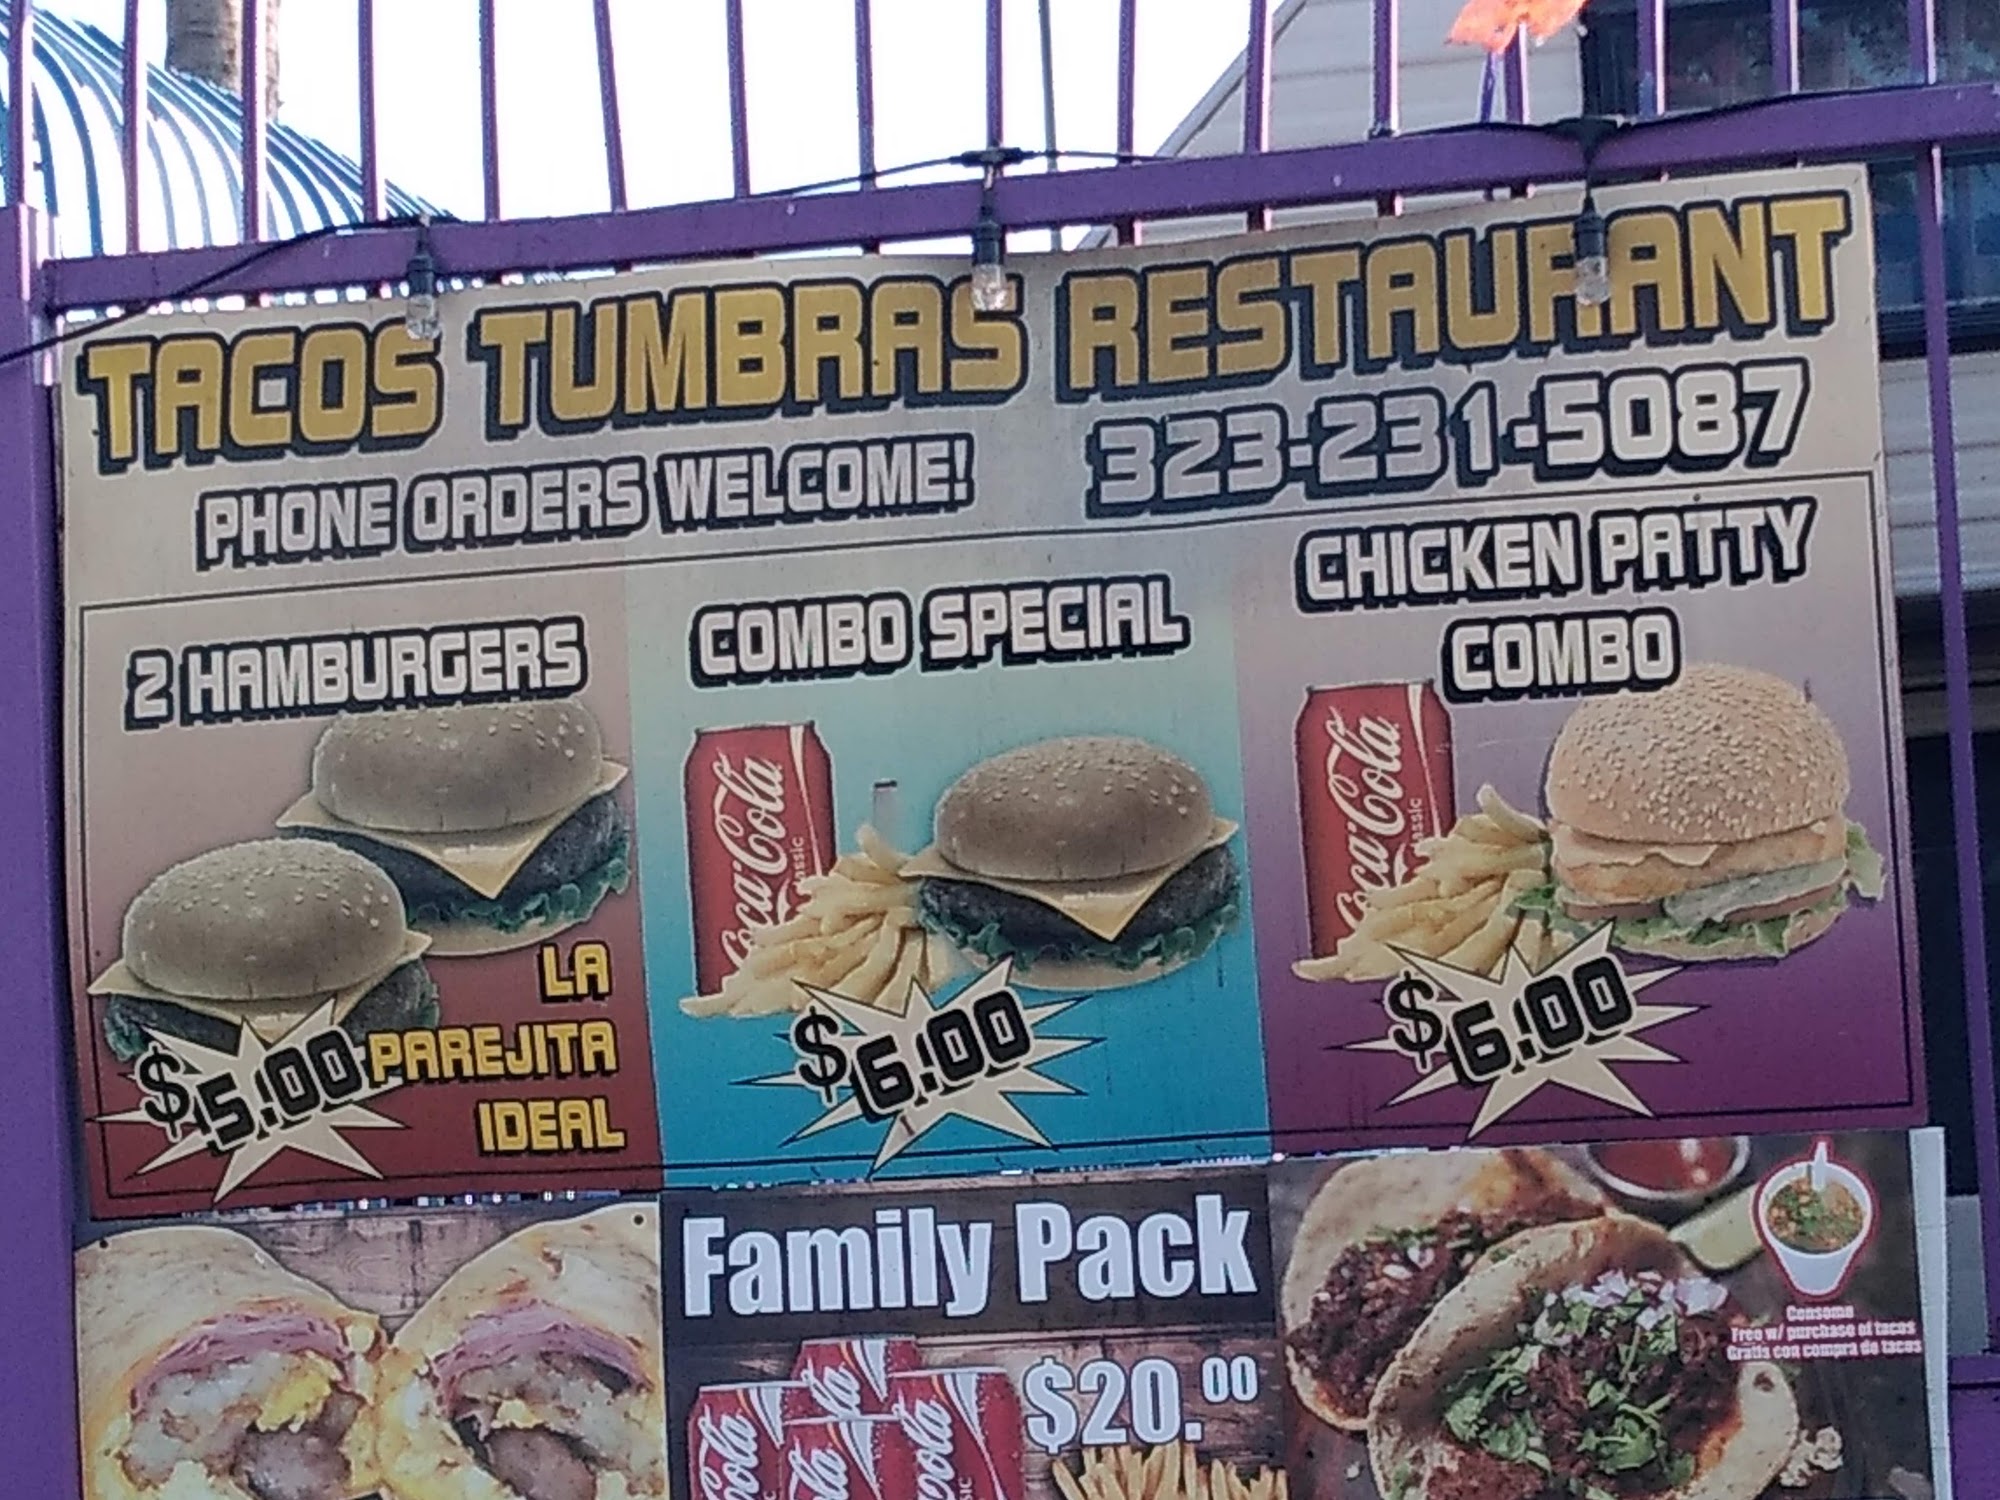 TACOS TUMBRAS RESTAURANT
PHONE ORDERS WELCOME! 323-231-5087
2 HAMBURGERS
LA
PAREJITA
IDEAL
$5.00
COMBO SPECIAL
Coca-Cola
classic
$6.00
CHICKEN PATTY
COMBO
Coca-Cola
classic
$6.00
Family Pack
$20.00
Consome
Free w/ purchase of tacos
Gratis con compra de tacos